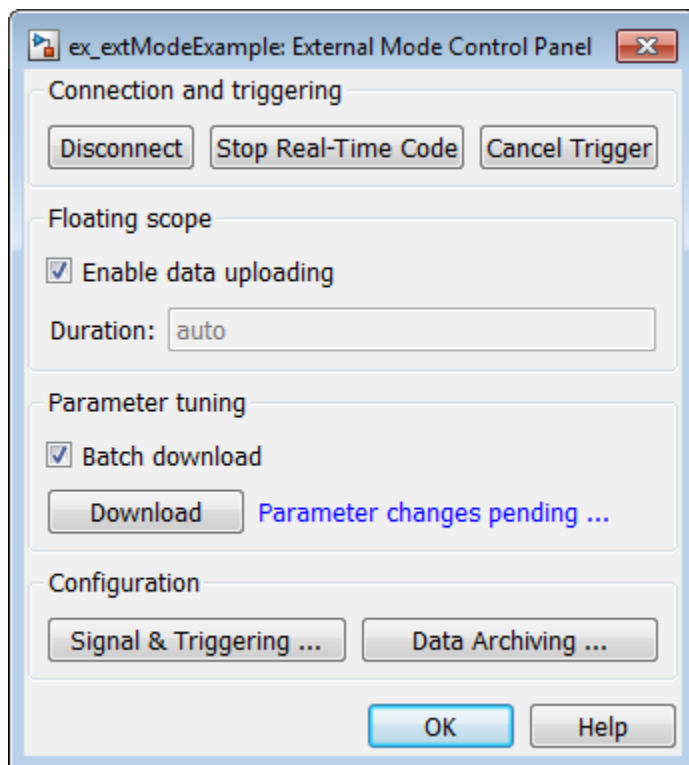 ex_extModeExample: External Mode Control Panel
Connection and triggering
Disconnect Stop Real-Time Code Cancel Trigger
Floating scope
Enable data uploading
Duration: auto
Parameter tuning
Batch download
Download Parameter changes pending ...
Configuration
Signal & Triggering ... Data Archiving ...
OK Help